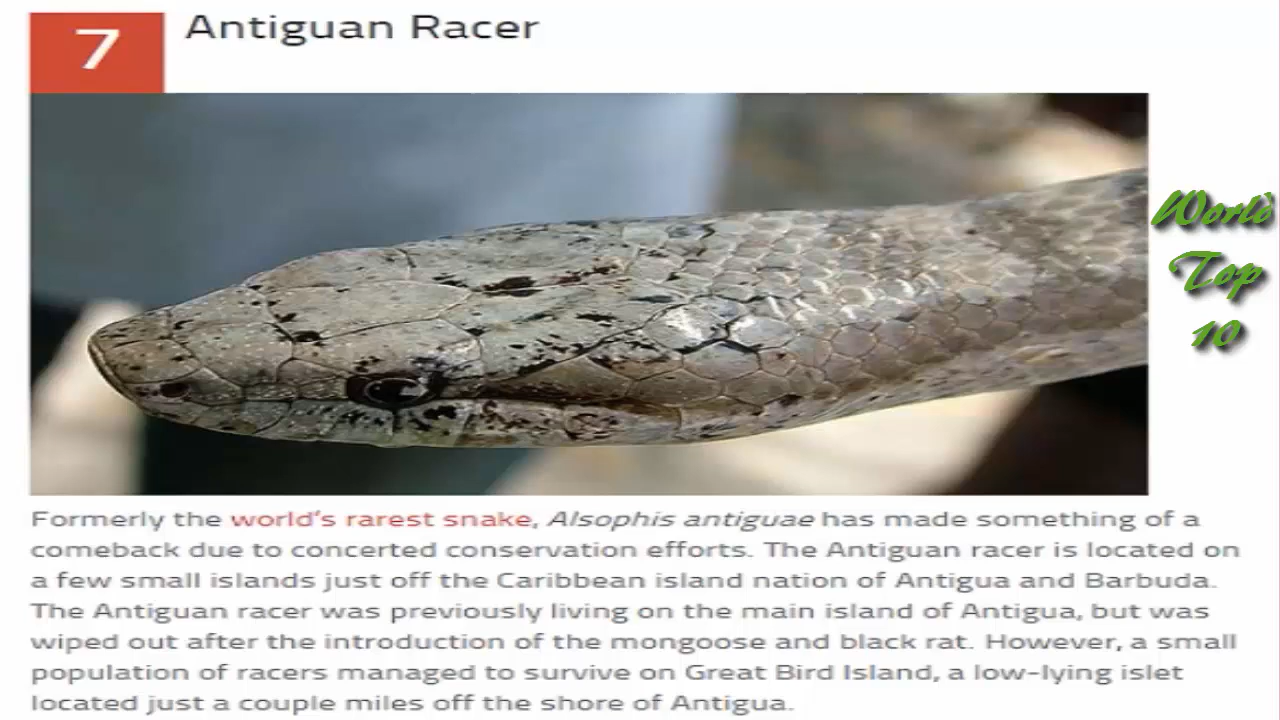 7
Antiguan Racer
World
Top
10
Formerly the world's rarest snake, Alsophis antiguae has made something of a
comeback due to concerted conservation efforts. The Antiguan racer is located on
a few small islands just off the Caribbean island nation of Antigua and Barbuda.
The Antiguan racer was previously living on the main island of Antigua, but was
wiped out after the introduction of the mongoose and black rat. However, a small
population of racers managed to survive on Great Bird Island, a low-lying islet
located just a couple miles off the shore of Antigua.